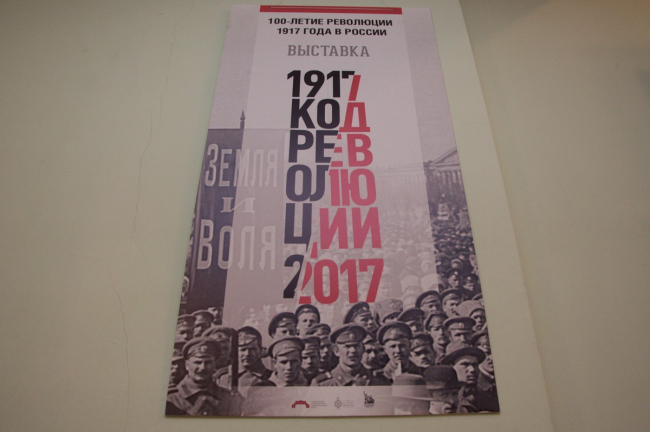 100-ЛЕТИЕ РЕВОЛЮЦИИ
1917 ГОДА В РОССИИ
ВЫСТАВКА
1917
КОД
РЕВ
ОЛЮ
ЦИИ
2017
ЗЕМЛЯ
И
ВОЛЯ